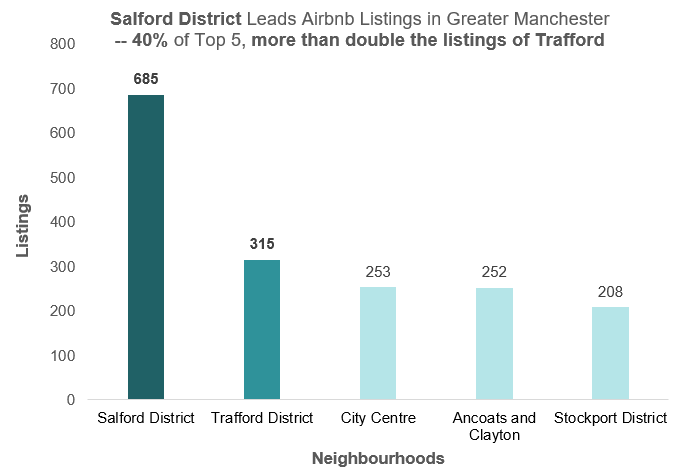 Salford District Leads Airbnb Listings in Greater Manchester
-- 40% of Top 5, more than double the listings of Trafford
800
700
600
500
400
300
200
100
0
Listings
685
315
253
252
208
Salford District
Trafford District
City Centre
Ancoats and
Clayton
Stockport District
Neighbourhoods